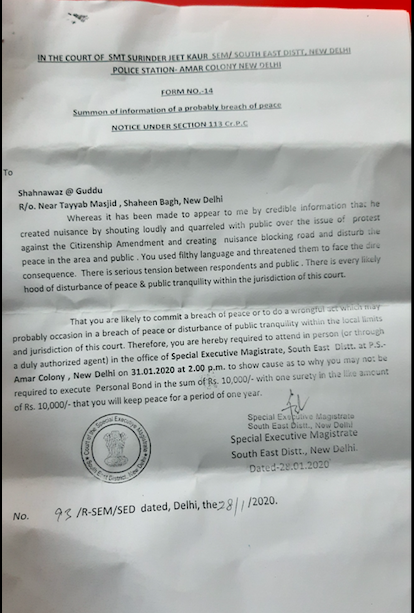 IN THE COURT OF SMT SURINDER JEET KAUR SEM/ SOUTH EAST DISTT, NEW DELHI
POLICE STATION- AMAR COLONY NEW DELHI
FORM NO.-14
Summon of information of a probably breach of peace
NOTICE UNDER SECTION 113 Cr.P.C
To
Shahnawaz @ Guddu
R/o. Near Tayyab Masjid , Shaheen Bagh, New Delhi
Whereas it has been made to appear to me by credible information that he
created nuisance by shouting loudly and quarreled with public over the issue of protest
against the Citizenship Amendment and creating nuisance blocking road and disturb the
peace in the area and public . You used filthy language and threatened them to face the dire
consequence. There is serious tension between respondents and public . There is every likely
hood of disturbance of peace & public tranquillity within the jurisdiction of this court.
That you are likely to commit a breach of peace or to do a wrongful act which may
probably occasion in a breach of peace or disturbance of public tranquility within the local limits
and jurisdiction of this court. Therefore, you are hereby required to attend in person (or through
a duly authorized agent) in the office of Special Executive Magistrate, South East Distt. at P.S.-
Amar Colony , New Delhi on 31.01.2020 at 2.00 p.m. to show cause as to why you may not be
required to execute Personal Bond in the sum of Rs. 10,000/- with one surety in the like amount
of Rs. 10,000/- that you will keep peace for a period of one year.
Special Executive Magistrate
South East Distt., New Delhi
Special Executive Magistrate
South East Distt., New Delhi.
Dated-28.01.2020
Court of the Special Executive Magistrate
South East District, New Delhi
No. 93 /R-SEM/SED dated, Delhi, the 28/1/2020.